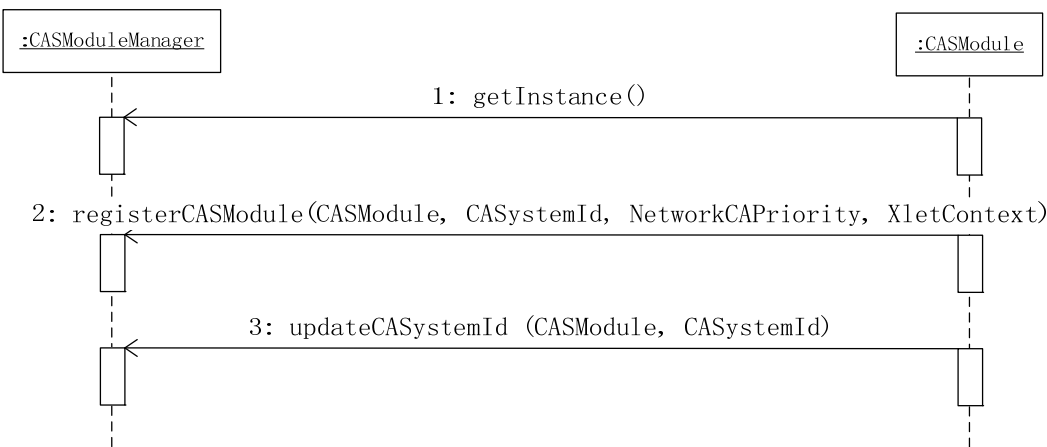 :CASModuleManager
:CASModule
1: getInstance()
2: registerCASModule(CASModule, CASystemId, NetworkCAPriority, XletContext)
3: updateCASystemId (CASModule, CASystemId)